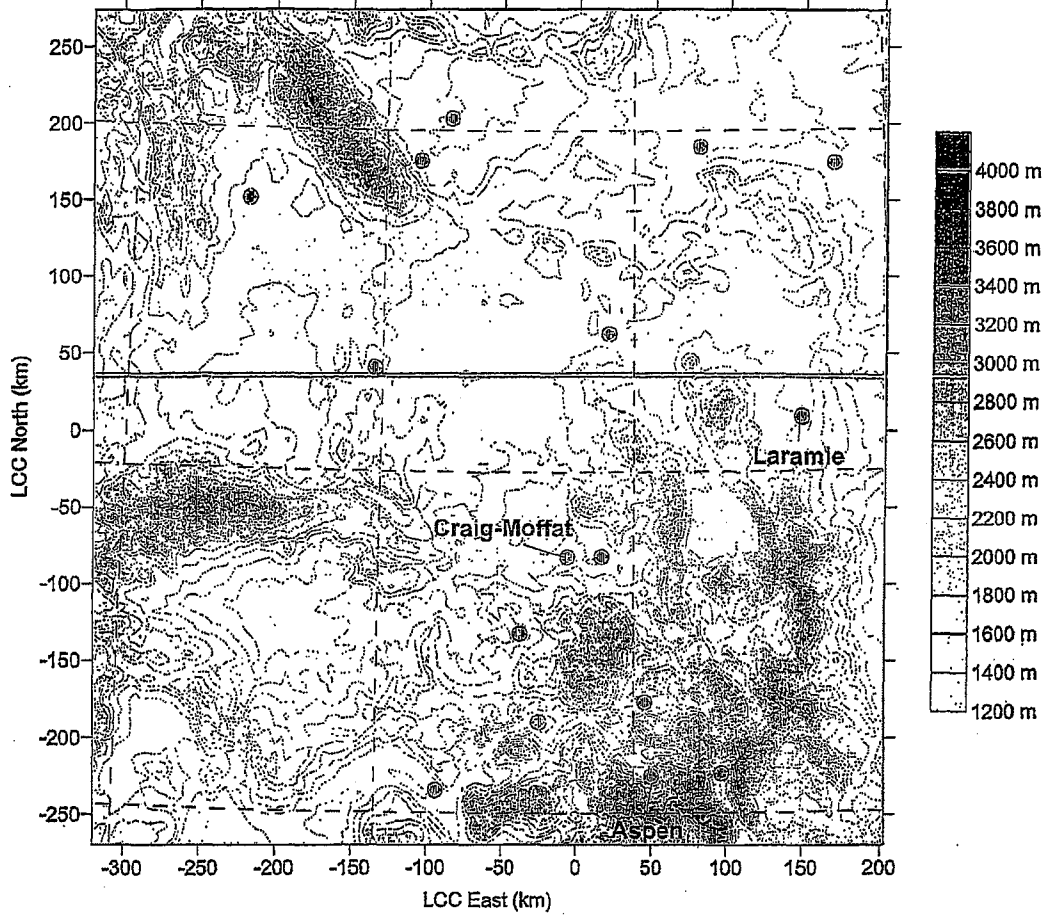 250
200
150
100
50
0
-50
-100
-150
-200
-250
LCC North (km)
Laramie
Craig-Moffat
Aspen
-300
-250
-200
-150
-100
-50
0
50
100
150
200
LCC East (km)
4000 m
3800 m
3600 m
3400 m
3200 m
3000 m
2800 m
2600 m
2400 m
2200 m
2000 m
1800 m
1600 m
1400 m
1200 m